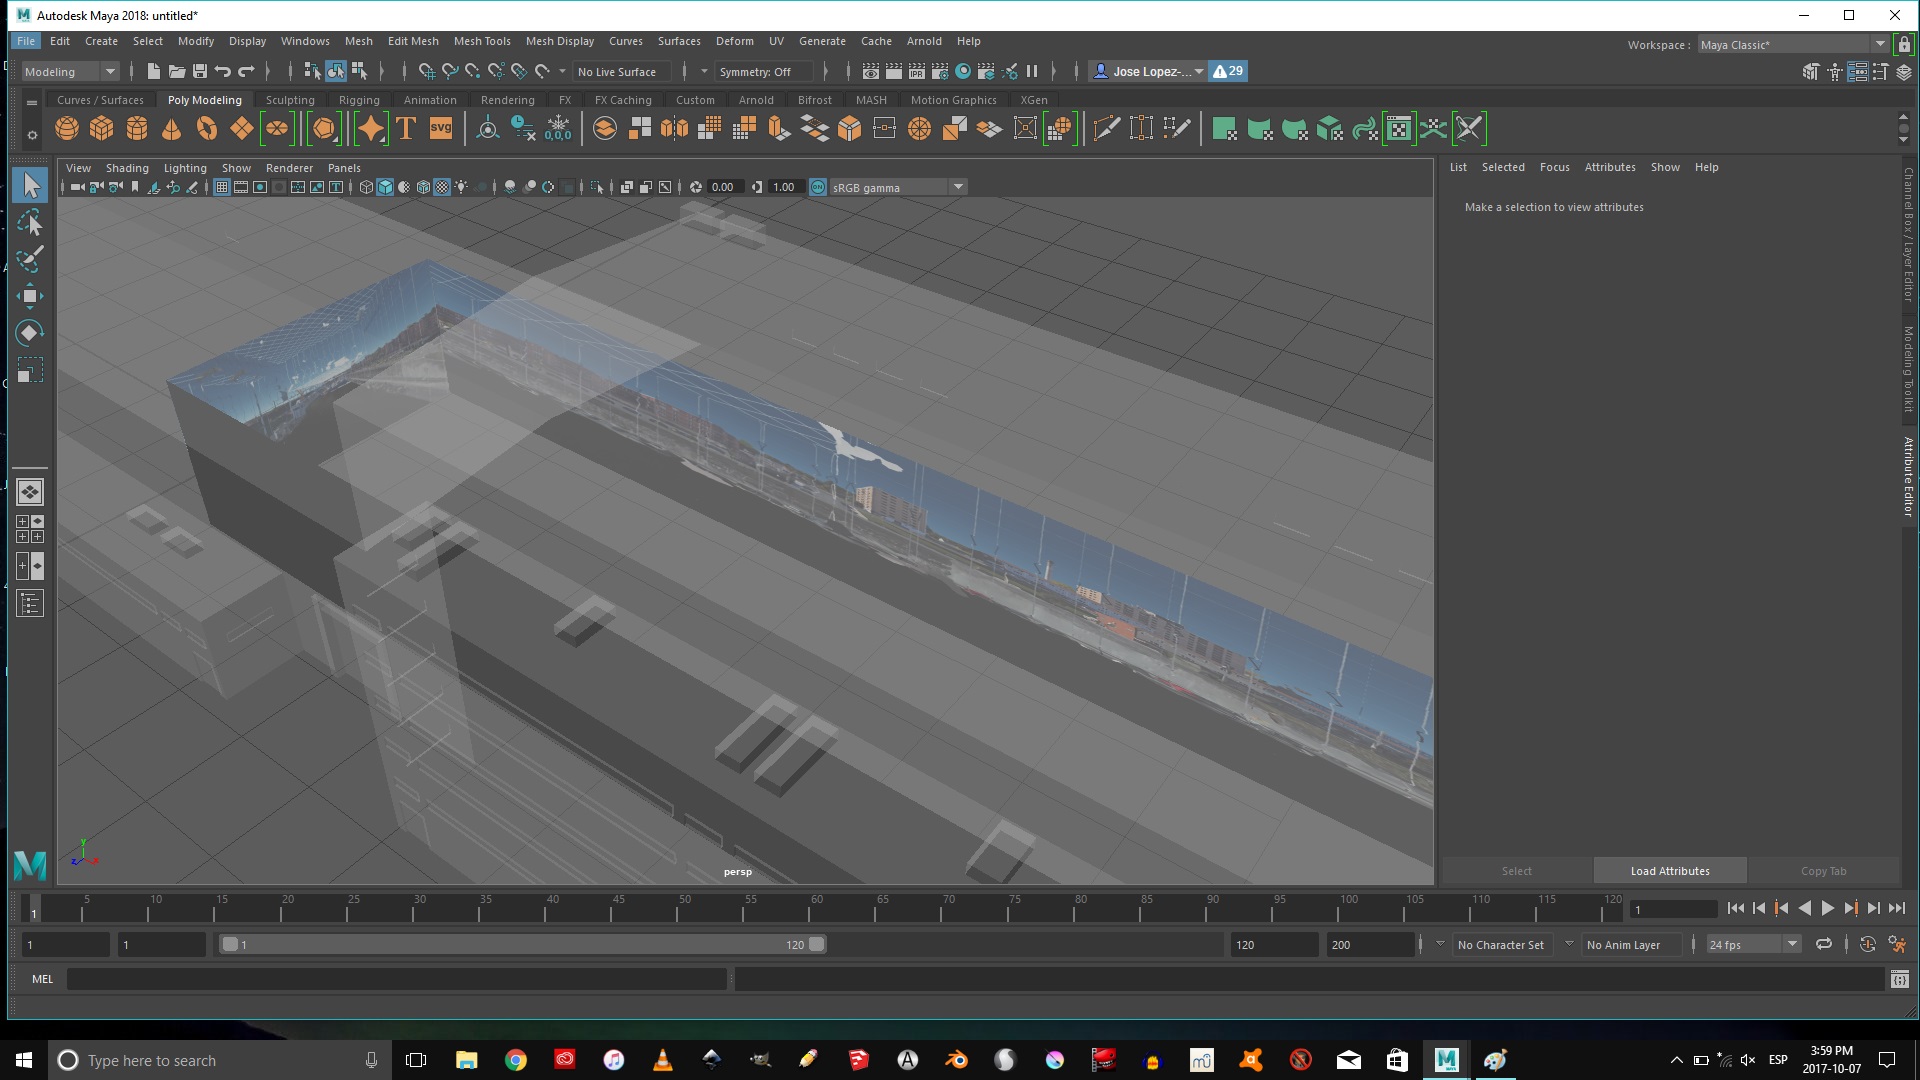 Autodesk Maya 2018: untitled*
File Edit Create Select Modify Display Windows Mesh Edit Mesh Mesh Tools Mesh Display Curves Surfaces Deform UV Generate Cache Arnold Help
Workspace : Maya Classic*
Modeling No Live Surface Symmetry: Off Jose Lopez-... 29
Curves / Surfaces Poly Modeling Sculpting Rigging Animation Rendering FX FX Caching Custom Arnold Bifrost MASH Motion Graphics XGen
T SVG 0,0,0
View Shading Lighting Show Renderer Panels
0.00 1.00 ON sRGB gamma
List Selected Focus Attributes Show Help
Make a selection to view attributes
Channel Box / Layer Editor
Modeling Toolkit
Attribute Editor
y
z x
persp
Select Load Attributes Copy Tab
1 5 10 15 20 25 30 35 40 45 50 55 60 65 70 75 80 85 90 95 100 105 110 115 120 1
1 1 1 120 120 200 No Character Set No Anim Layer 24 fps
MEL
Type here to search
ESP
3:59 PM
2017-10-07